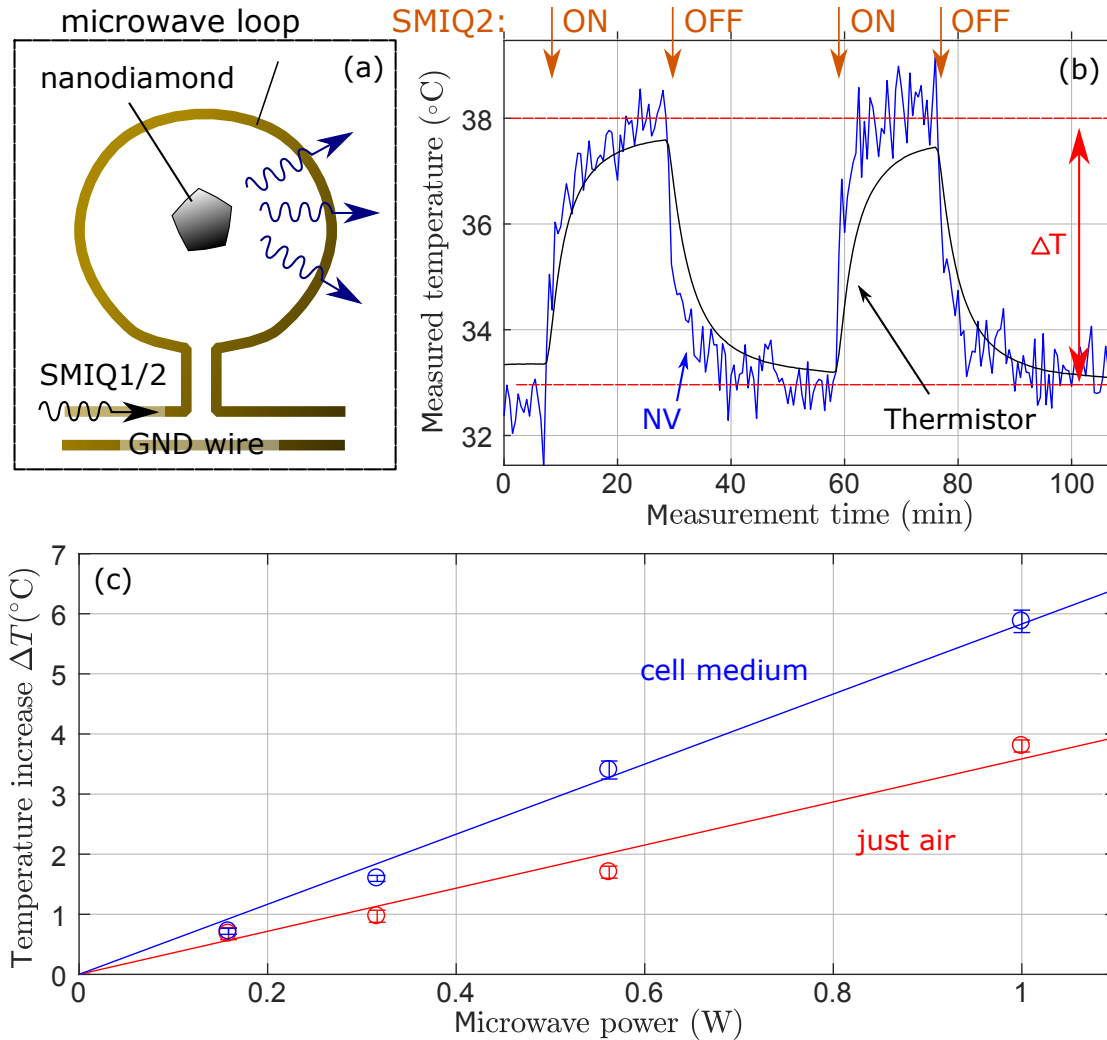 microwave loop
(a)
nanodiamond
SMIQ1/2
GND wire
SMIQ2: ON OFF ON OFF
(b)
Measured temperature (°C)
38
36
34
32
ΔT
NV
Thermistor
0 20 40 60 80 100
Measurement time (min)
(c)
Temperature increase ΔT(°C)
7
6
5
4
3
2
1
0
cell medium
just air
0 0.2 0.4 0.6 0.8 1
Microwave power (W)